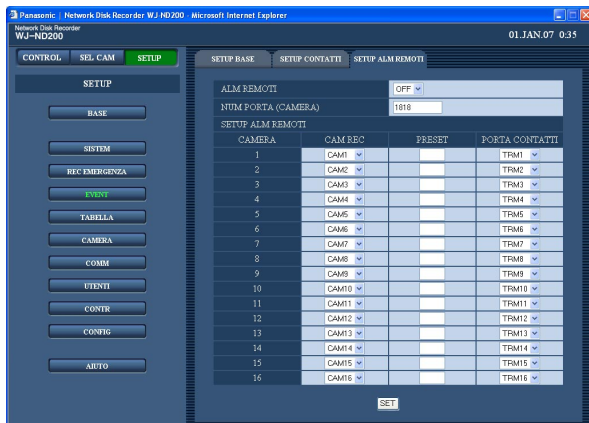 Panasonic | Network Disk Recorder WJ-ND200 - Microsoft Internet Explorer
Network Disk Recorder
WJ-ND200
01.JAN.07 0:35
CONTROL SEL CAM SETUP
SETUP BASE SETUP CONTATTI SETUP ALM REMOTI
SETUP
BASE
SISTEM
REC EMERGENZA
EVENT
TABELLA
CAMERA
COMM
UTENTI
CONTR
CONFIG
AIUTO
ALM REMOTI OFF
NUM PORTA (CAMERA) 1818
SETUP ALM REMOTI
CAMERA CAM REC PRESET PORTA CONTATTI
1 CAM1 TRM1
2 CAM2 TRM2
3 CAM3 TRM3
4 CAM4 TRM4
5 CAM5 TRM5
6 CAM6 TRM6
7 CAM7 TRM7
8 CAM8 TRM8
9 CAM9 TRM9
10 CAM10 TRM10
11 CAM11 TRM11
12 CAM12 TRM12
13 CAM13 TRM13
14 CAM14 TRM14
15 CAM15 TRM15
16 CAM16 TRM16
SET